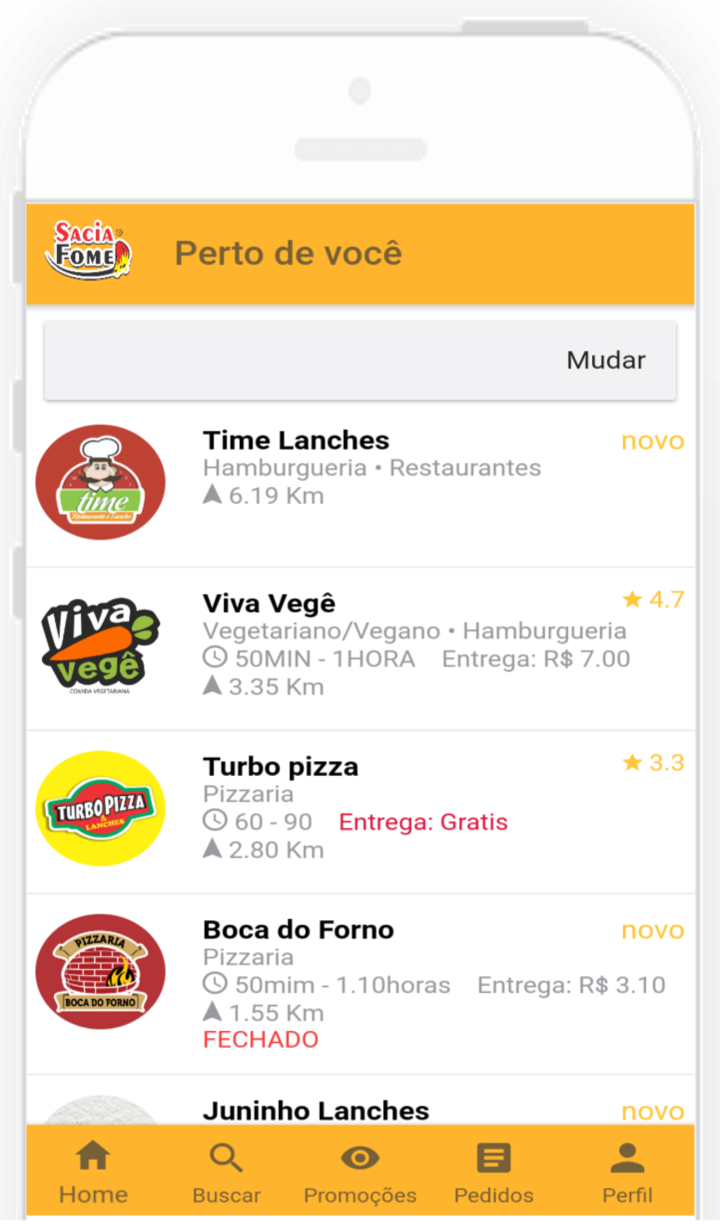 SACIA
FOME
Perto de você
Mudar
time
Restaurante e Lanche
Time Lanches
novo
Hamburgueria • Restaurantes
6.19 Km
Viva
vegê
COMIDA VEGETARIANA
Viva Vegê
4.7
Vegetariano/Vegano • Hamburgueria
50MIN - 1HORA Entrega: R$ 7.00
3.35 Km
TURBO PIZZA
&
LANCHES
Turbo pizza
3.3
Pizzaria
60 - 90 Entrega: Gratis
2.80 Km
PIZZARIA
BOCA DO FORNO
Boca do Forno
novo
Pizzaria
50mim - 1.10horas Entrega: R$ 3.10
1.55 Km
FECHADO
Juninho Lanches
novo
Home Buscar Promoções Pedidos Perfil